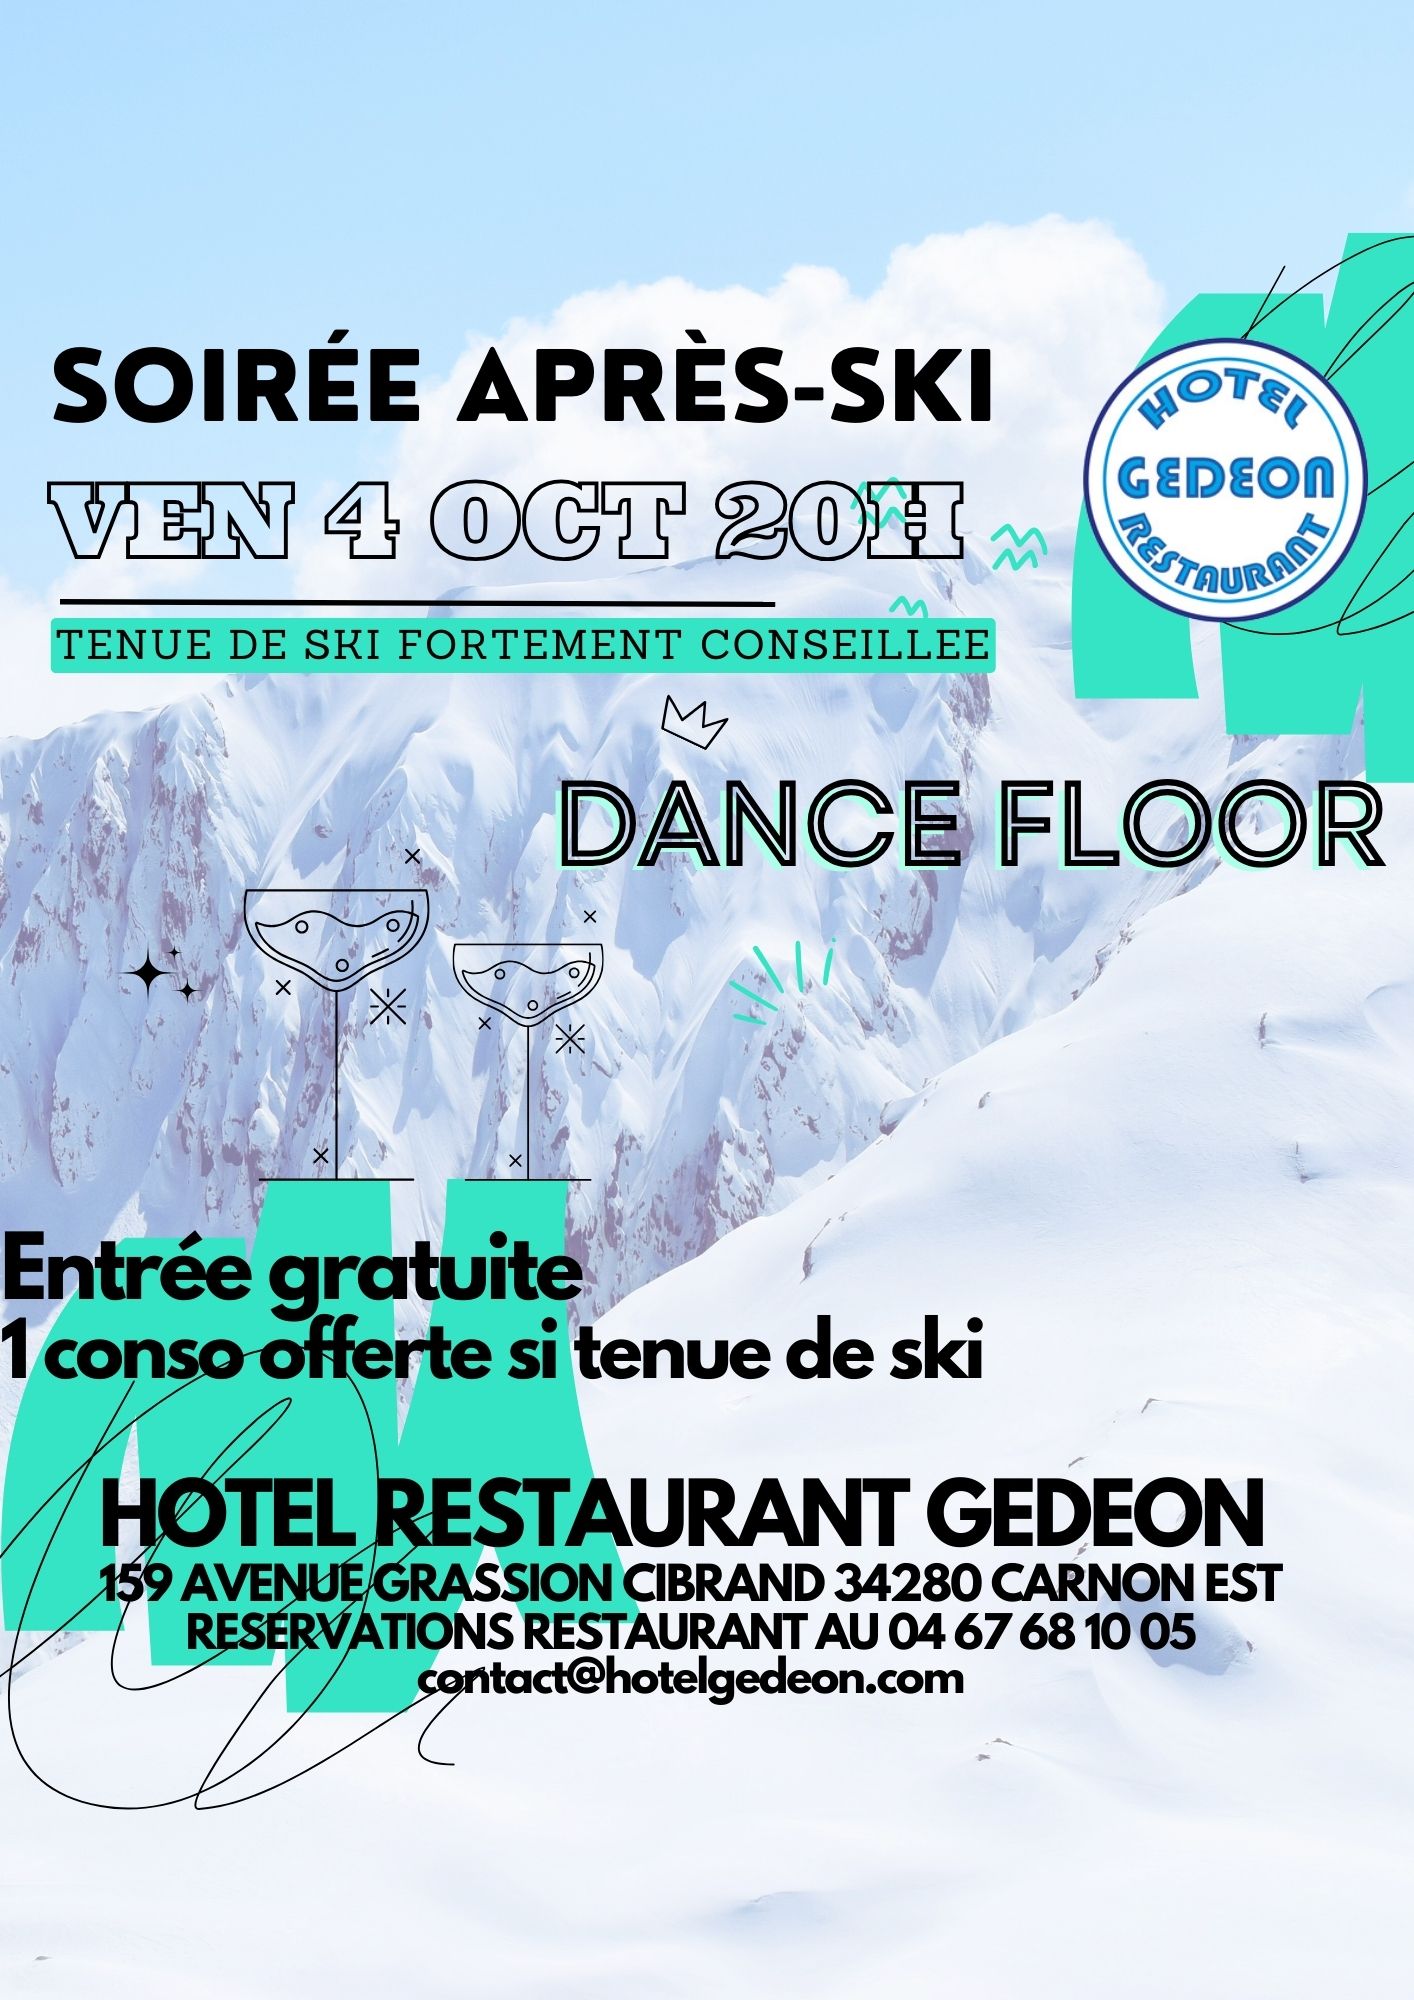 SOIRÉE APRÈS-SKI
VEN 4 OCT 20H
TENUE DE SKI FORTEMENT CONSEILLEE
HOTEL
GEDEON
RESTAURANT
DANCE FLOOR
Entrée gratuite
1 conso offerte si tenue de ski
HOTEL RESTAURANT GEDEON
159 AVENUE GRASSION CIBRAND 34280 CARNON EST
RESERVATIONS RESTAURANT AU 04 67 68 10 05
contact@hotelgedeon.com